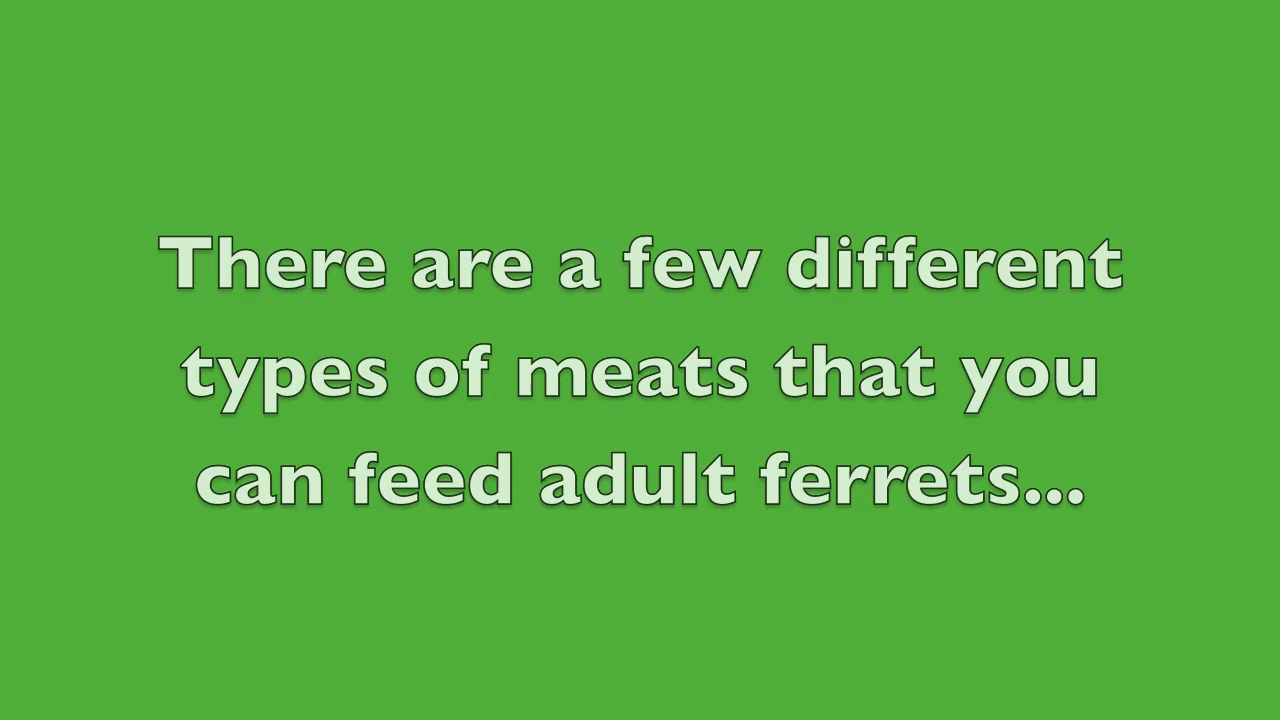 There are a few different
types of meats that you
can feed adult ferrets...